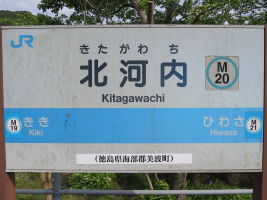 JR
きたがわち
北河内
M
20
Kitagawachi
M
19
きき
Kiki
ひわさ
Hiwasa
M
21
(徳島県海部郡美波町)